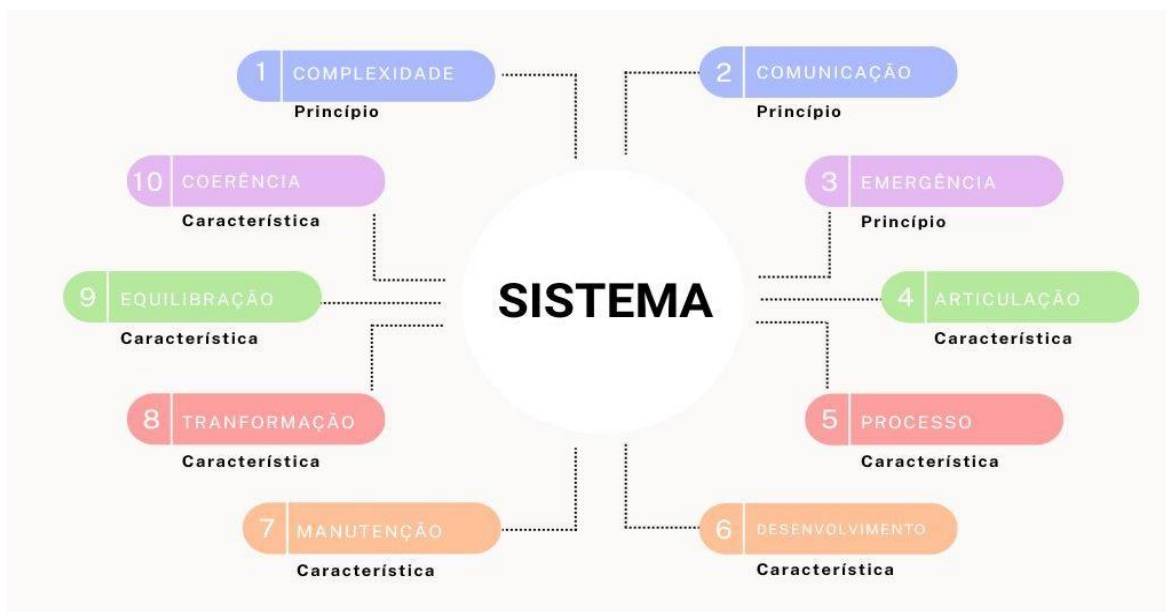 1 COMPLEXIDADE
Princípio
2 COMUNICAÇÃO
Princípio
10 COERÊNCIA
Característica
3 EMERGÊNCIA
Princípio
9 EQUILIBRAÇÃO
Característica
SISTEMA
4 ARTICULAÇÃO
Característica
8 TRANFORMAÇÃO
Característica
5 PROCESSO
Característica
7 MANUTENÇÃO
Característica
6 DESENVOLVIMENTO
Característica